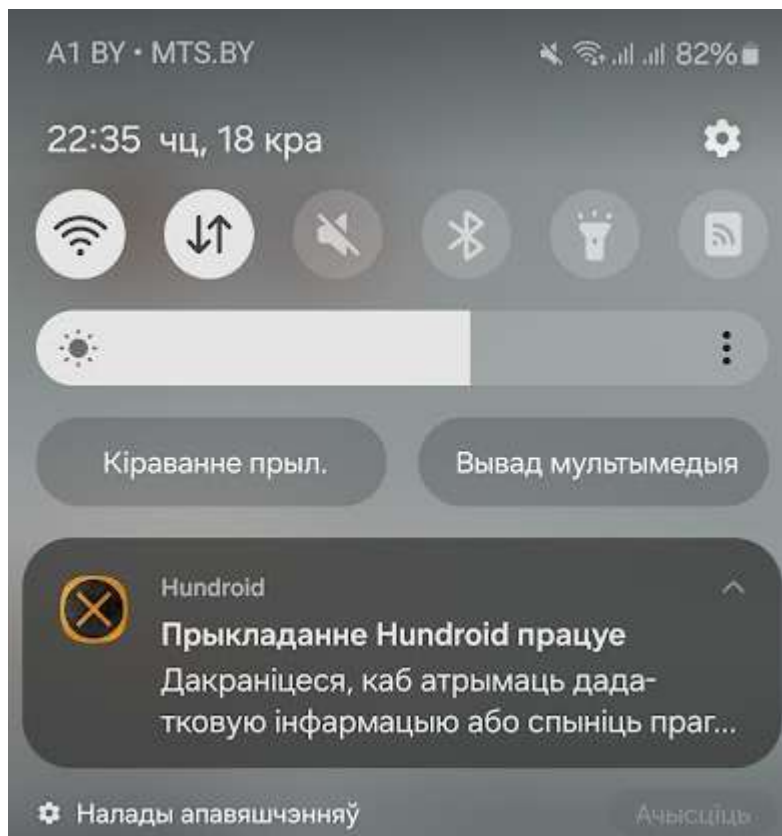 A1 BY • MTS.BY 82%
22:35 чц, 18 кра
Кіраванне прыл. Вывад мультымедыя
Hundroid
Прыкладанне Hundroid працуе
Дакраніцеся, каб атрымаць дада-
тковую інфармацыю або спыніць праг...
Налады апавяшчэнняў Ачысціць